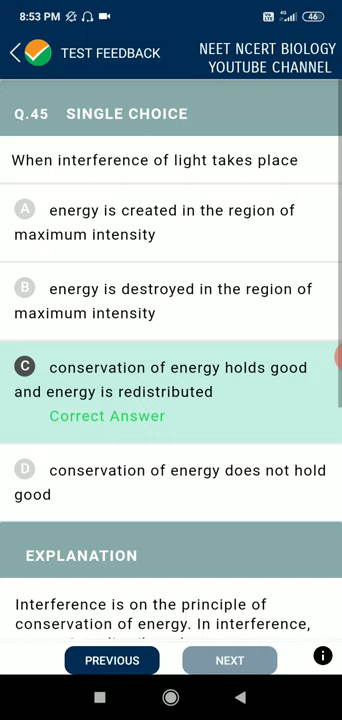 8:53 PM 4G 46
TEST FEEDBACK
NEET NCERT BIOLOGY
YOUTUBE CHANNEL
Q.45 SINGLE CHOICE
When interference of light takes place
A energy is created in the region of
maximum intensity
B energy is destroyed in the region of
maximum intensity
C conservation of energy holds good
and energy is redistributed
Correct Answer
D conservation of energy does not hold
good
EXPLANATION
Interference is on the principle of
conservation of energy. In interference,
PREVIOUS NEXT